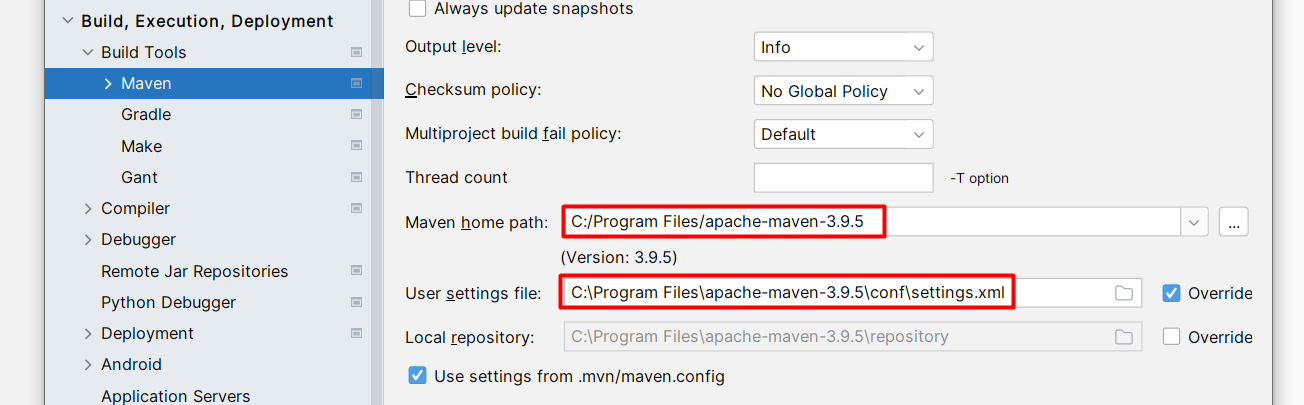 Build, Execution, Deployment
Build Tools
Maven
Gradle
Make
Gant
Compiler
Debugger
Remote Jar Repositories
Python Debugger
Deployment
Android
Application Servers
Always update snapshots
Output level: Info
Checksum policy: No Global Policy
Multiproject build fail policy: Default
Thread count -T option
Maven home path: C:/Program Files/apache-maven-3.9.5 ...
(Version: 3.9.5)
User settings file: C:\Program Files\apache-maven-3.9.5\conf\settings.xml Override
Local repository: C:\Program Files\apache-maven-3.9.5\repository Override
Use settings from .mvn/maven.config